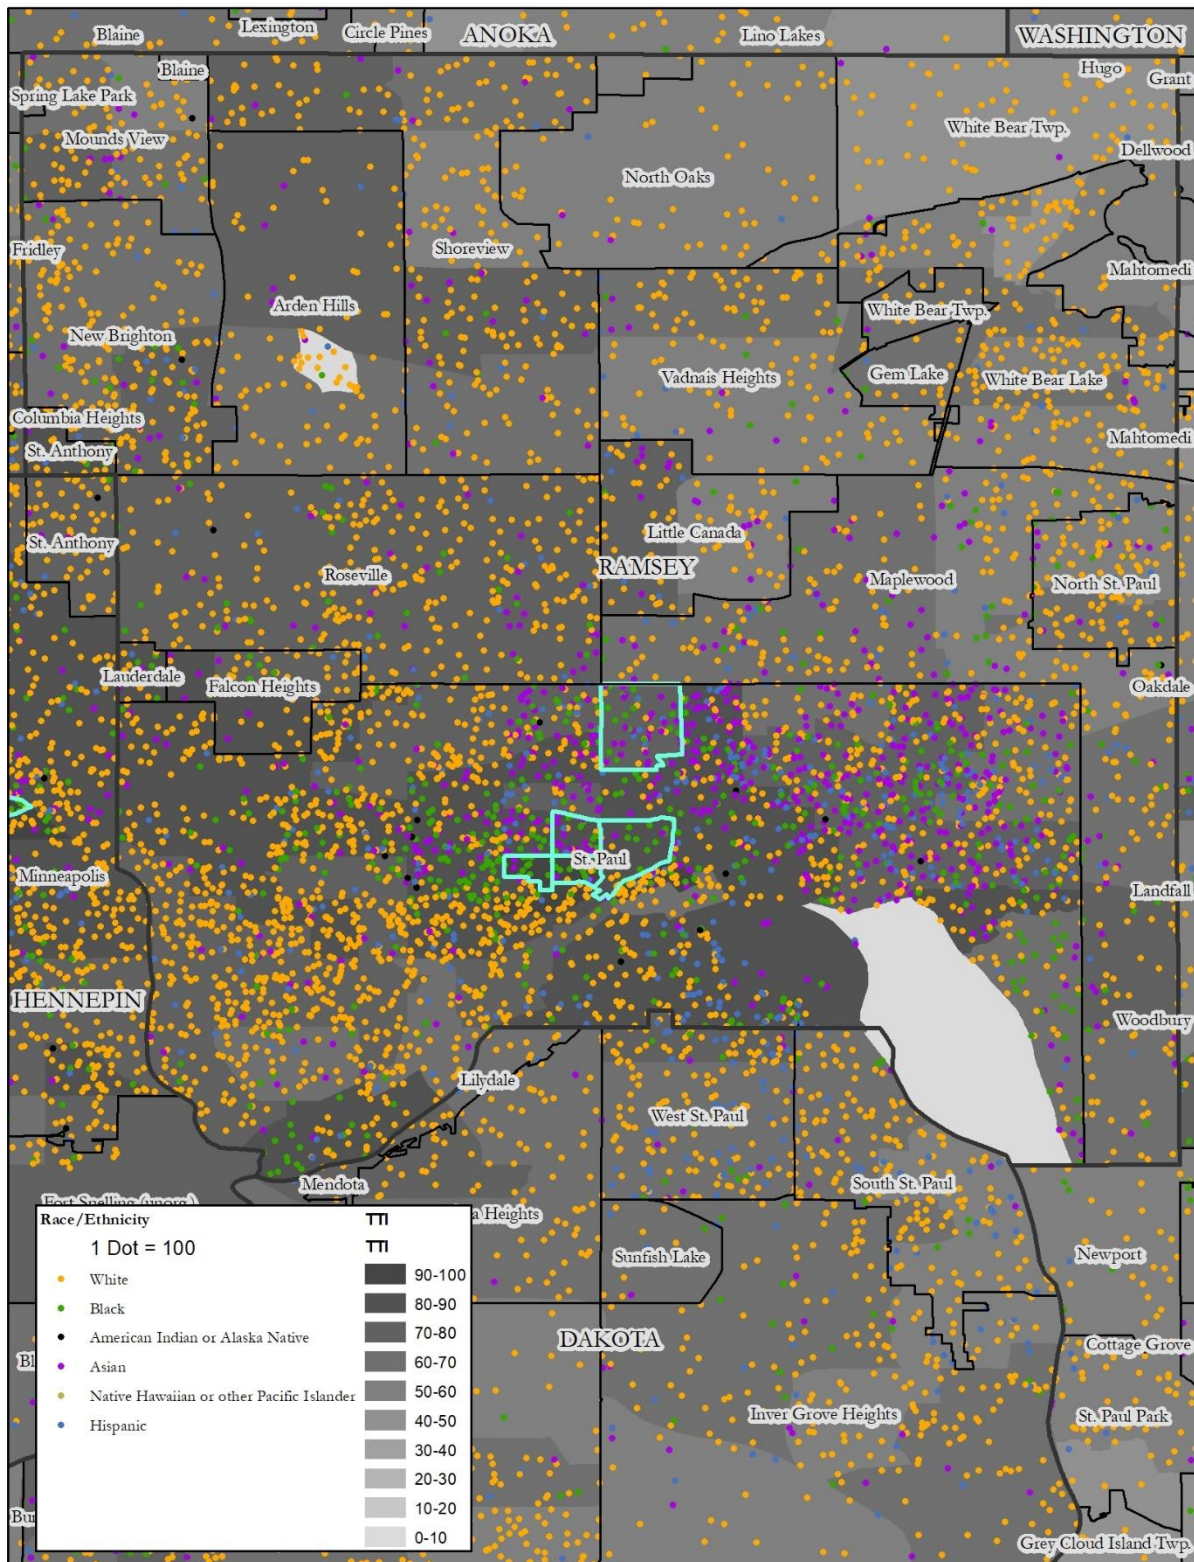 Blaine
Lexington
Circle Pines
ANOKA
Lino Lakes
WASHINGTON
Blaine
Hugo
Grant
Spring Lake Park
Mounds View
White Bear Twp.
Dellwood
North Oaks
Fridley
Shoreview
Mahtomedi
Arden Hills
White Bear Twp.
New Brighton
Vadnais Heights
Gem Lake
White Bear Lake
Columbia Heights
St. Anthony
Mahtomedi
St. Anthony
Little Canada
Roseville
RAMSEY
Maplewood
North St. Paul
Lauderdale
Falcon Heights
Oakdale
St. Paul
Minneapolis
Landfall
HENNEPIN
Woodbury
Lilydale
West St. Paul
Mendota
South St. Paul
Fort Snelling (unorg.)
a Heights
Sunfish Lake
Newport
DAKOTA
Cottage Grove
Inver Grove Heights
St. Paul Park
Grey Cloud Island Twp.
Race/Ethnicity
1 Dot = 100
White
Black
American Indian or Alaska Native
Asian
Native Hawaiian or other Pacific Islander
Hispanic
TTI
TTI
90-100
80-90
70-80
60-70
50-60
40-50
30-40
20-30
10-20
0-10